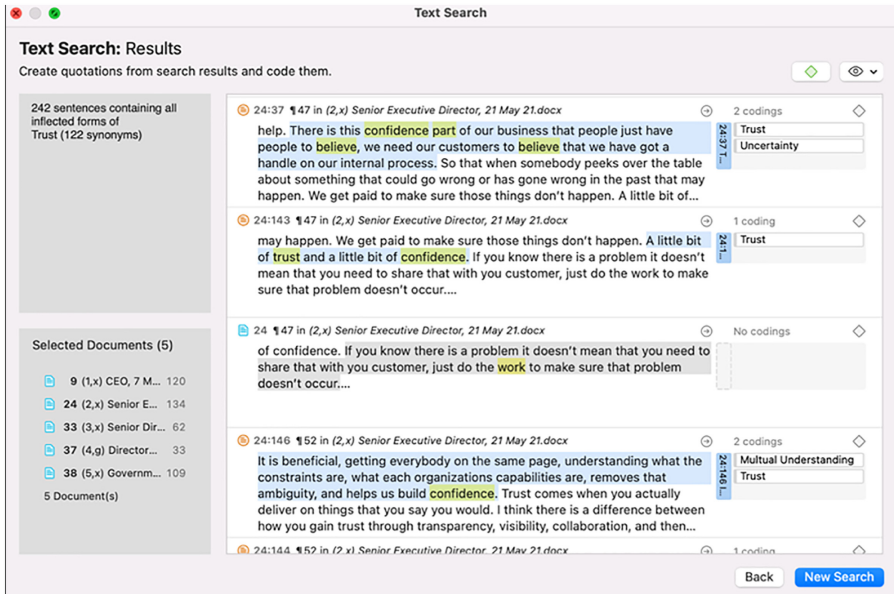 Text Search
Text Search: Results
Create quotations from search results and code them.
242 sentences containing all
inflected forms of
Trust (122 synonyms)
Selected Documents (5)
9 (1,x) CEO, 7 M... 120
24 (2,x) Senior E... 134
33 (3,x) Senior Dir... 62
37 (4,g) Director... 33
38 (5,x) Governm... 109
5 Document(s)
24:37 ¶47 in (2,x) Senior Executive Director, 21 May 21.docx
help. There is this confidence part of our business that people just have
people to believe, we need our customers to believe that we have got a
handle on our internal process. So that when somebody peeks over the table
about something that could go wrong or has gone wrong in the past that may
happen. We get paid to make sure those things don't happen. A little bit of...
24:37 T...
2 codings
Trust
Uncertainty
24:143 ¶47 in (2,x) Senior Executive Director, 21 May 21.docx
may happen. We get paid to make sure those things don't happen. A little bit
of trust and a little bit of confidence. If you know there is a problem it doesn't
mean that you need to share that with you customer, just do the work to make
sure that problem doesn't occur....
24:1...
1 coding
Trust
24 ¶47 in (2,x) Senior Executive Director, 21 May 21.docx
of confidence. If you know there is a problem it doesn't mean that you need to
share that with you customer, just do the work to make sure that problem
doesn't occur....
No codings
24:146 ¶52 in (2,x) Senior Executive Director, 21 May 21.docx
It is beneficial, getting everybody on the same page, understanding what the
constraints are, what each organizations capabilities are, removes that
ambiguity, and helps us build confidence. Trust comes when you actually
deliver on things that you say you would. I think there is a difference between
how you gain trust through transparency, visibility, collaboration, and then...
24:146 I...
2 codings
Multual Understanding
Trust
24:144 ¶52 in (2,x) Senior Executive Director, 21 May 21.docx
1 coding
Back
New Search